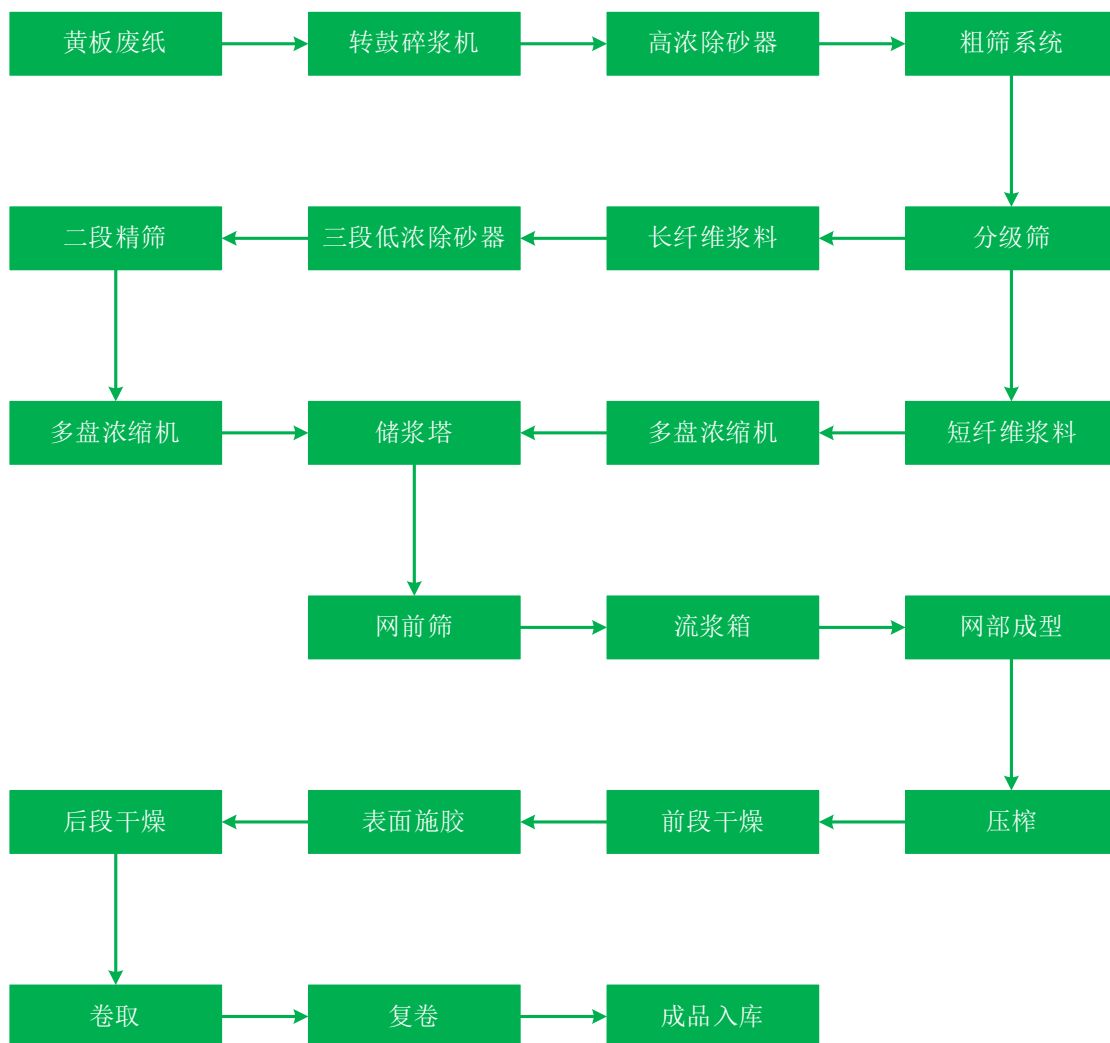 黄板废纸
转鼓碎浆机
高浓除砂器
粗筛系统
二段精筛
三段低浓除砂器
长纤维浆料
分级筛
多盘浓缩机
储浆塔
多盘浓缩机
短纤维浆料
网前筛
流浆箱
网部成型
后段干燥
表面施胶
前段干燥
压榨
卷取
复卷
成品入库